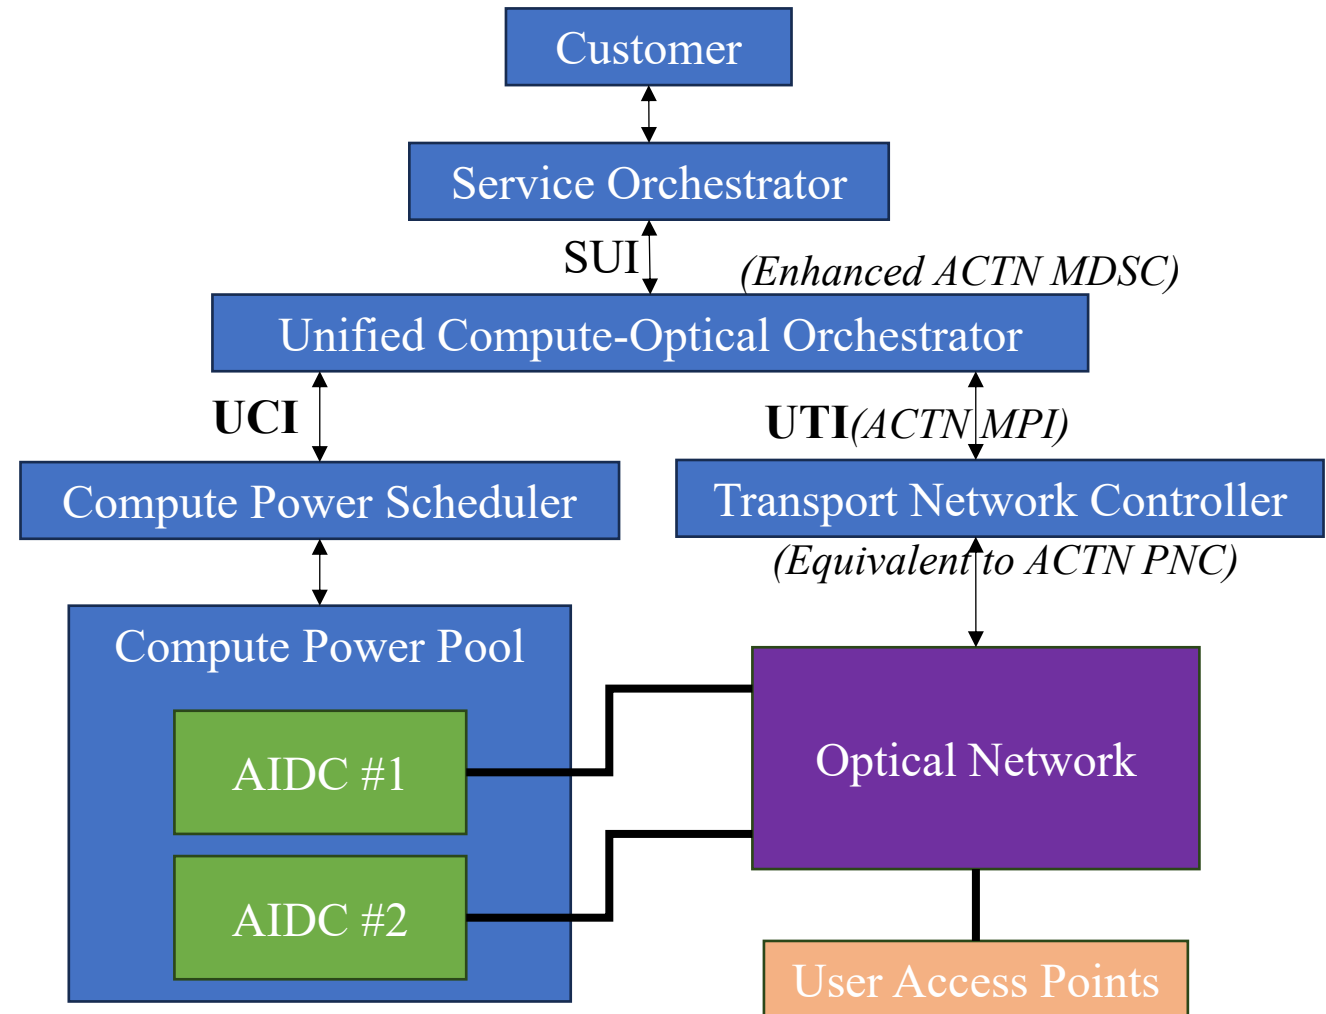 Customer
Service Orchestrator
SUI
(Enhanced ACTN MDSC)
Unified Compute-Optical Orchestrator
UCI
UTI(ACTN MPI)
Compute Power Scheduler
Transport Network Controller
(Equivalent to ACTN PNC)
Compute Power Pool
AIDC #1
Optical Network
AIDC #2
User Access Points